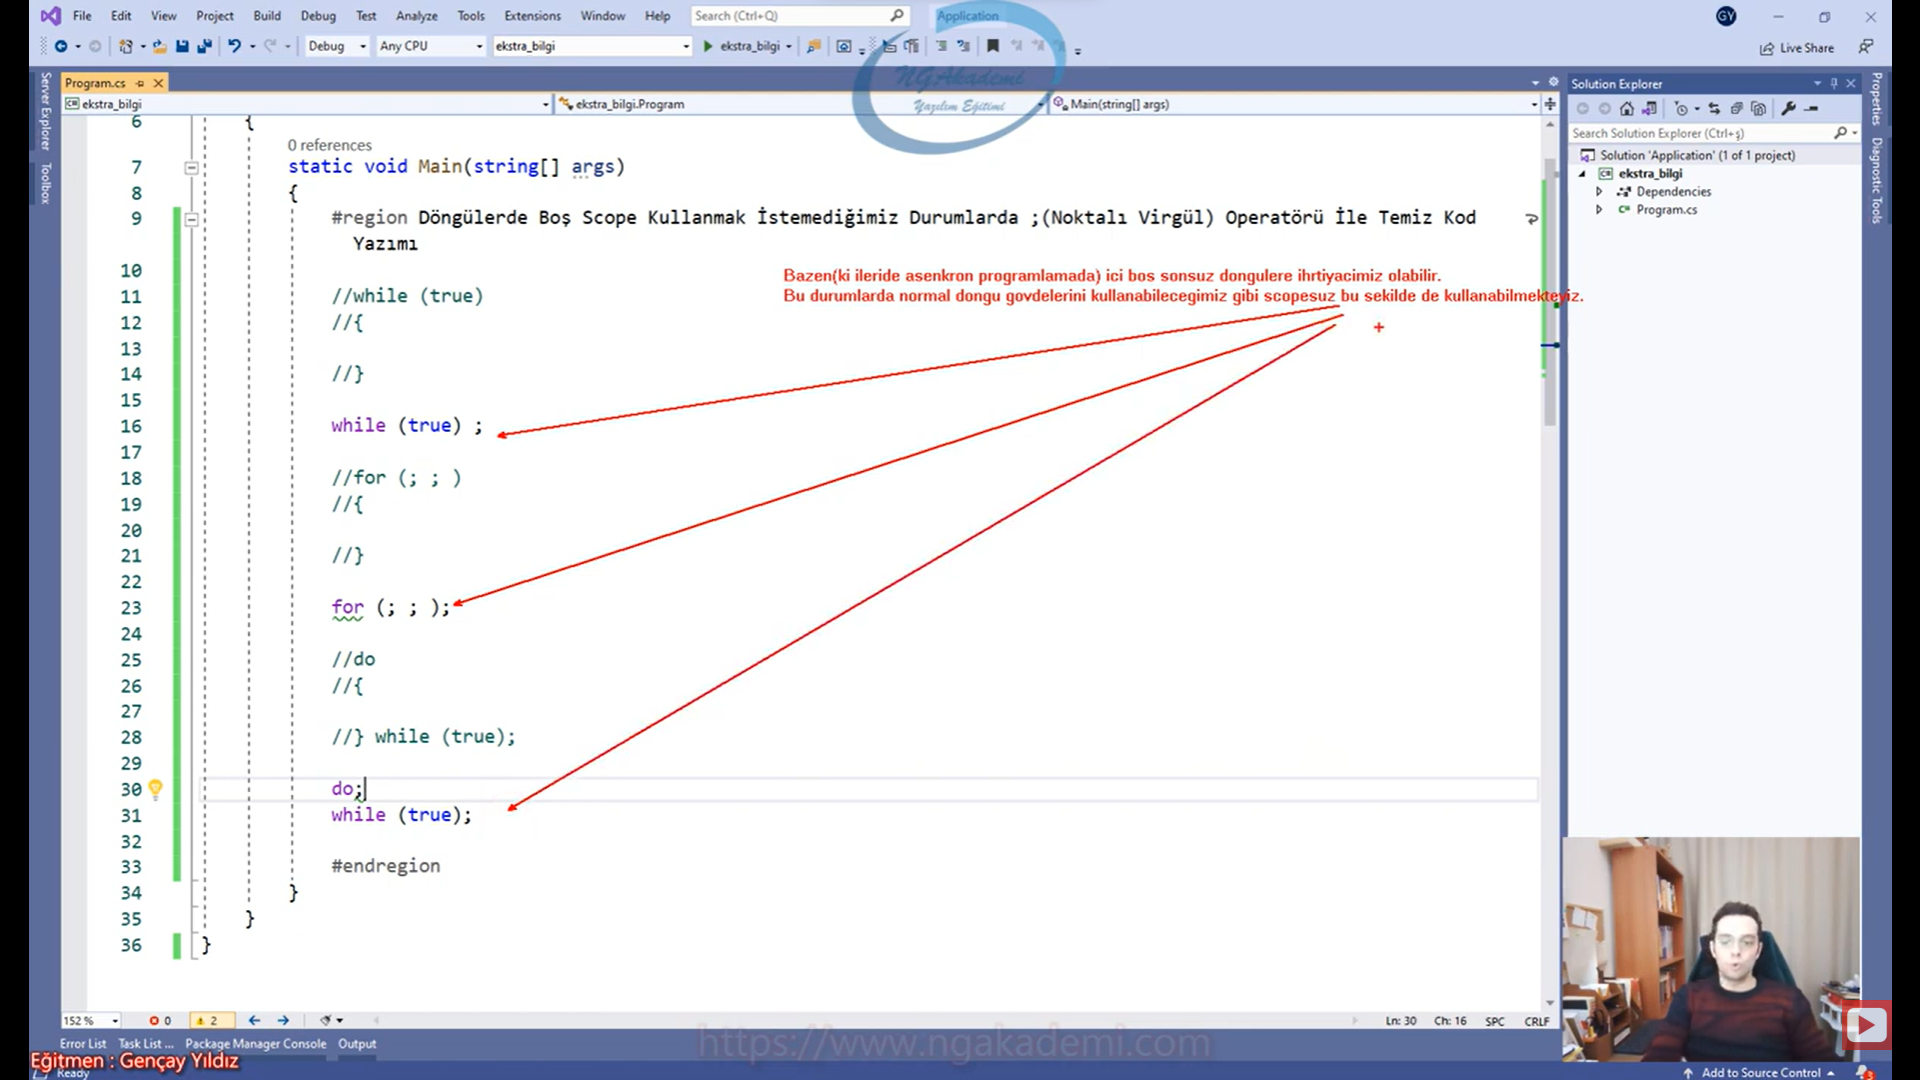 File Edit View Project Build Debug Test Analyze Tools Extensions Window Help Search (Ctrl+Q) Application GY
Debug Any CPU ekstra_bilgi ekstra_bilgi Live Share
NGAkademi
Yazılım Eğitimi
Program.cs
ekstra_bilgi ekstra_bilgi.Program Main(string[] args)
Server Explorer
Toolbox
6 {
0 references
7 static void Main(string[] args)
8 {
9 #region Döngülerde Boş Scope Kullanmak İstemediğimiz Durumlarda ;(Noktalı Virgül) Operatörü İle Temiz Kod
Yazımı
10
Bazen(ki ileride asenkron programlamada) ici bos sonsuz dongulere ihrtiyacimiz olabilir.
Bu durumlarda normal dongu govdelerini kullanabilecegimiz gibi scopesuz bu sekilde de kullanabilmekteyiz.
11 //while (true)
12 //{
13
14 //}
15
16 while (true) ;
17
18 //for (; ; )
19 //{
20
21 //}
22
23 for (; ; );
24
25 //do
26 //{
27
28 //} while (true);
29
30 do;
31 while (true);
32
33 #endregion
34 }
35 }
36 }
Solution Explorer
Search Solution Explorer (Ctrl+ş)
Solution 'Application' (1 of 1 project)
ekstra_bilgi
Dependencies
Program.cs
Properties
Diagnostic Tools
152 % 0 2 Ln: 30 Ch: 16 SPC CRLF
Error List Task List ... Package Manager Console Output
https://www.ngakademi.com
Eğitmen : Gençay Yıldız
Ready Add to Source Control 3